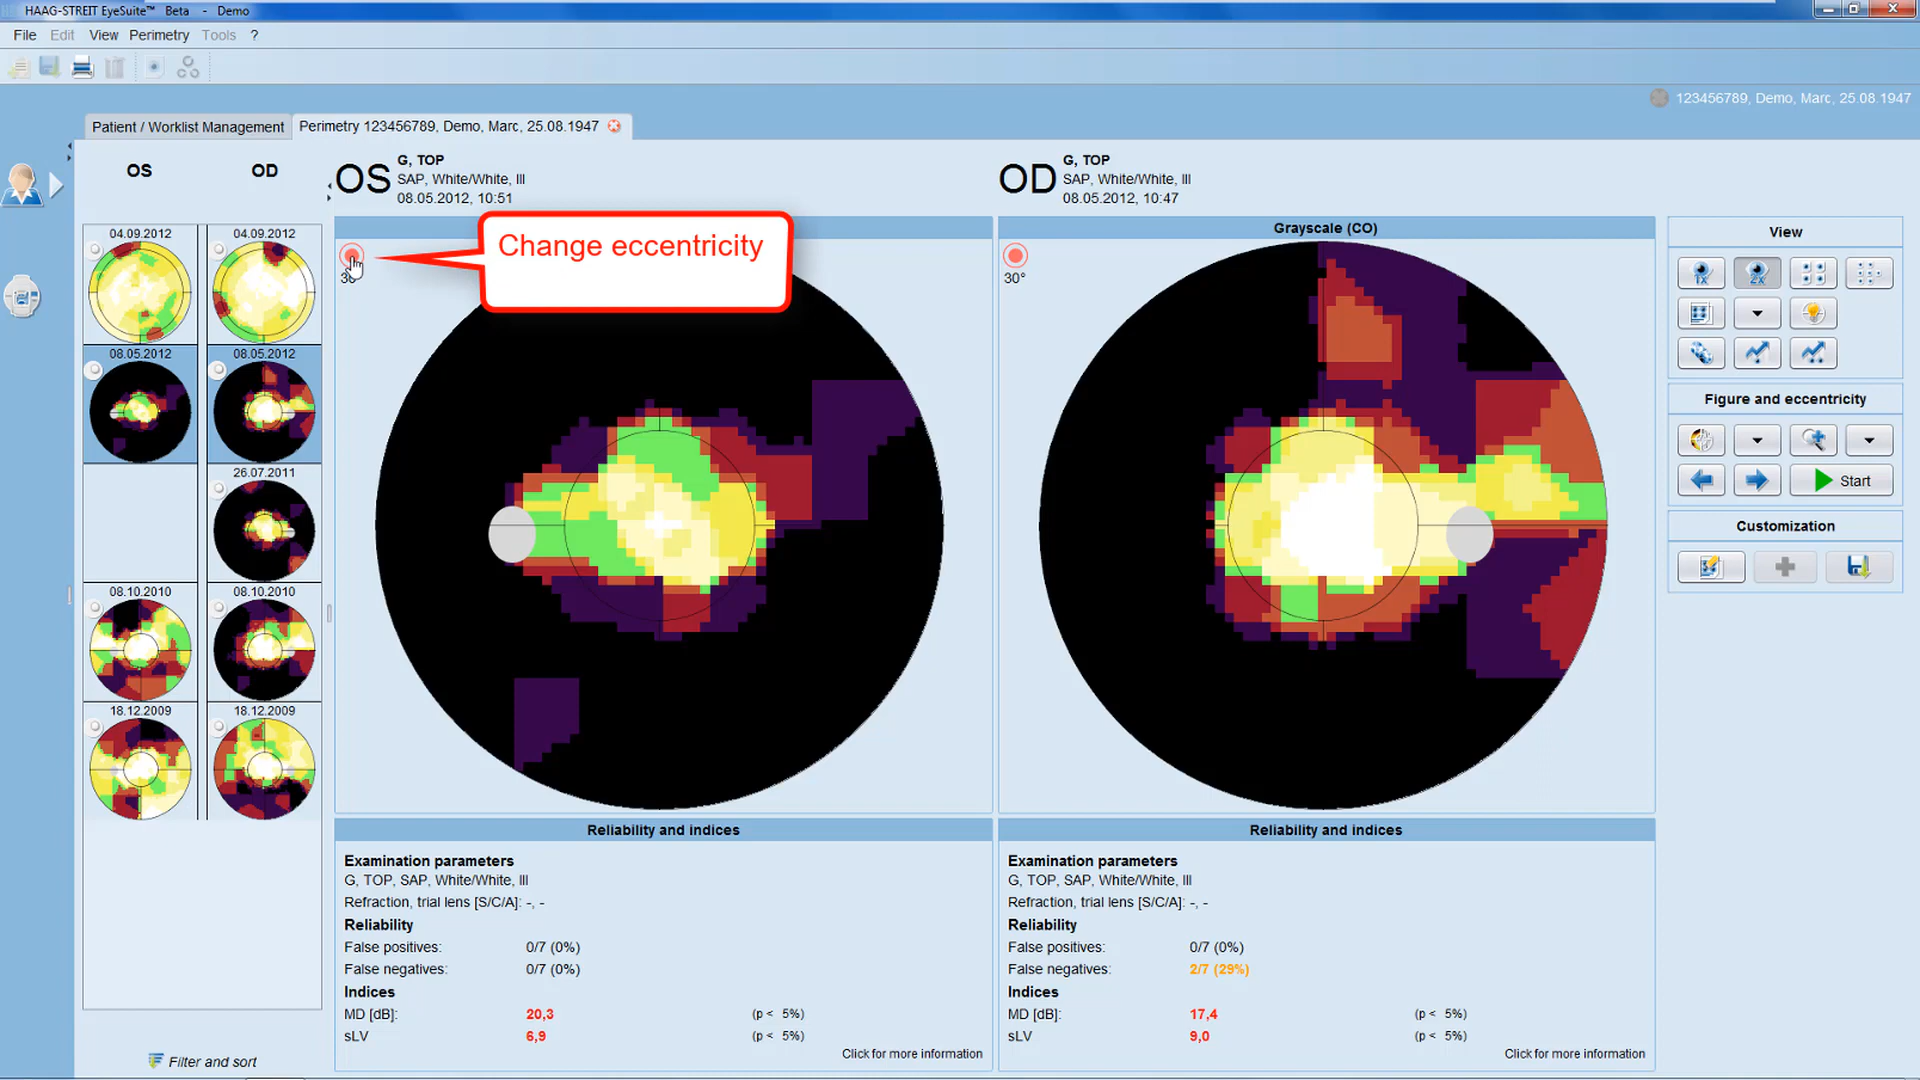 HAAG-STREIT EyeSuite™ Beta - Demo
File Edit View Perimetry Tools ?
123456789, Demo, Marc, 25.08.1947
Patient / Worklist Management
Perimetry 123456789, Demo, Marc, 25.08.1947
OS OD
04.09.2012 04.09.2012
08.05.2012 08.05.2012
26.07.2011
08.10.2010 08.10.2010
18.12.2009 18.12.2009
Filter and sort
OS
G, TOP
SAP, White/White, III
08.05.2012, 10:51
Change eccentricity
Reliability and indices
Examination parameters
G, TOP, SAP, White/White, III
Refraction, trial lens [S/C/A]: -, -
Reliability
False positives: 0/7 (0%)
False negatives: 0/7 (0%)
Indices
MD [dB]: 20,3 (p < 5%)
sLV 6,9 (p < 5%)
Click for more information
OD
G, TOP
SAP, White/White, III
08.05.2012, 10:47
Grayscale (CO)
30°
Reliability and indices
Examination parameters
G, TOP, SAP, White/White, III
Refraction, trial lens [S/C/A]: -, -
Reliability
False positives: 0/7 (0%)
False negatives: 2/7 (29%)
Indices
MD [dB]: 17,4 (p < 5%)
sLV 9,0 (p < 5%)
Click for more information
View
1x 2x
Figure and eccentricity
Start
Customization